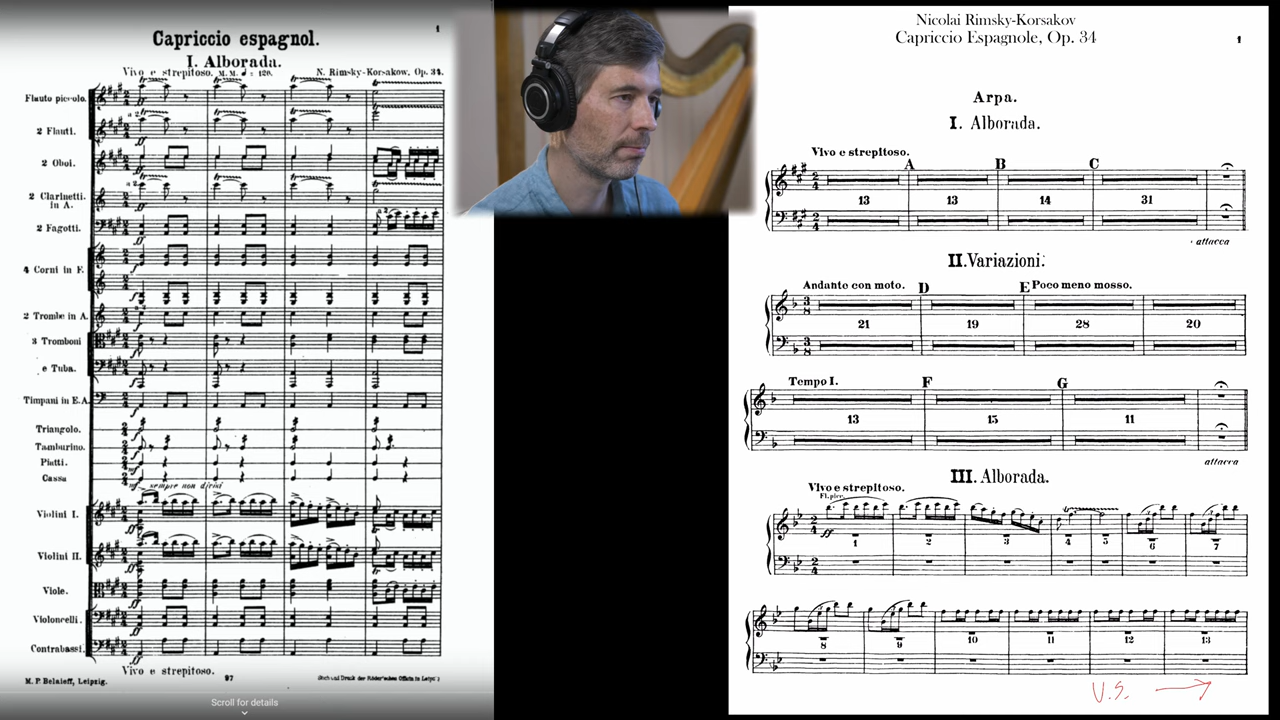 1
Capriccio espagnol.
I. Alborada.
Vivo e strepitoso. M. M. ♩ = 120.
N. Rimsky-Korsakow, Op. 34.
Flauto piccolo.
2 Flauti.
2 Oboi.
2 Clarinetti.
in A.
2 Fagotti.
4 Corni in F.
2 Trombe in A.
3 Tromboni
e Tuba.
Timpani in E.A.
Triangolo.
Tamburino.
Piatti.
Cassa
sempre non divisi
Violini I.
Violini II.
Viole.
Violoncelli.
Contrabassi.
Vivo e strepitoso.
M. P. Belaieff, Leipzig.
97
Scroll for details
Nicolai Rimsky-Korsakov
Capriccio Espagnole, Op. 34
1
Arpa.
I. Alborada.
Vivo e strepitoso.
A B C
13 13 14 31
attacca
II. Variazioni.
Andante con moto. D E Poco meno mosso.
21 19 28 20
Tempo I. F G
13 15 11
attacca
III. Alborada.
Vivo e strepitoso.
Fl. picc.
ff
1 2 3 4 5 6 7
8 9 10 11 12 13
V.S.